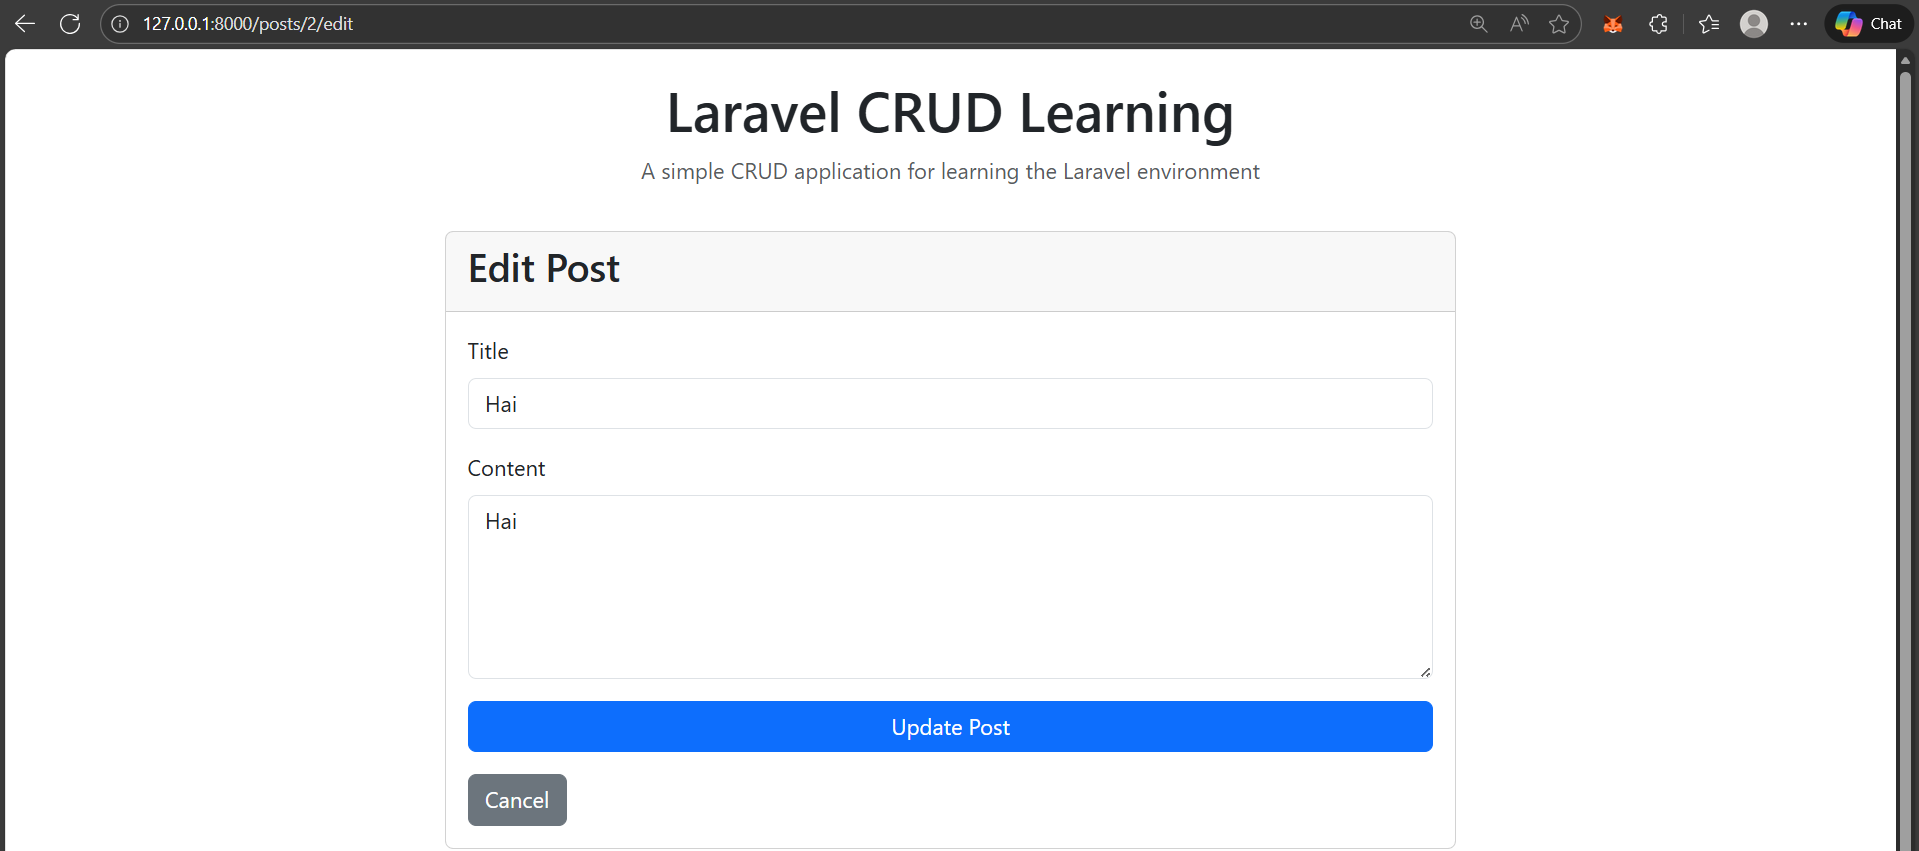 127.0.0.1:8000/posts/2/edit
Chat
Laravel CRUD Learning
A simple CRUD application for learning the Laravel environment
Edit Post
Title
Hai
Content
Hai
Update Post
Cancel